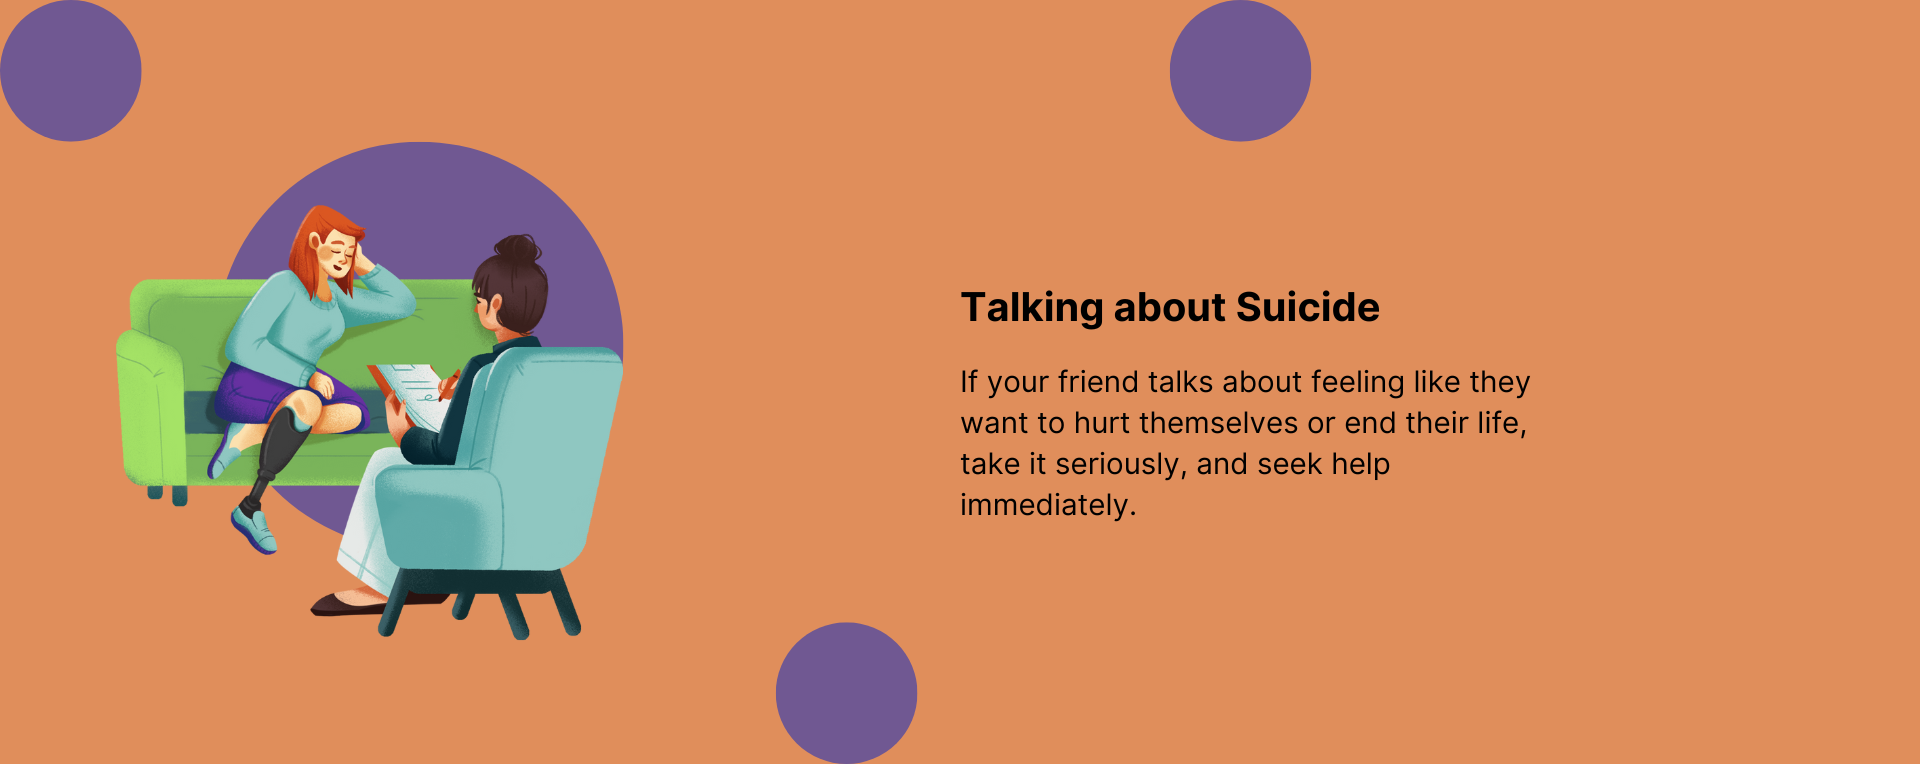 Talking about Suicide
If your friend talks about feeling like they
want to hurt themselves or end their life,
take it seriously, and seek help
immediately.